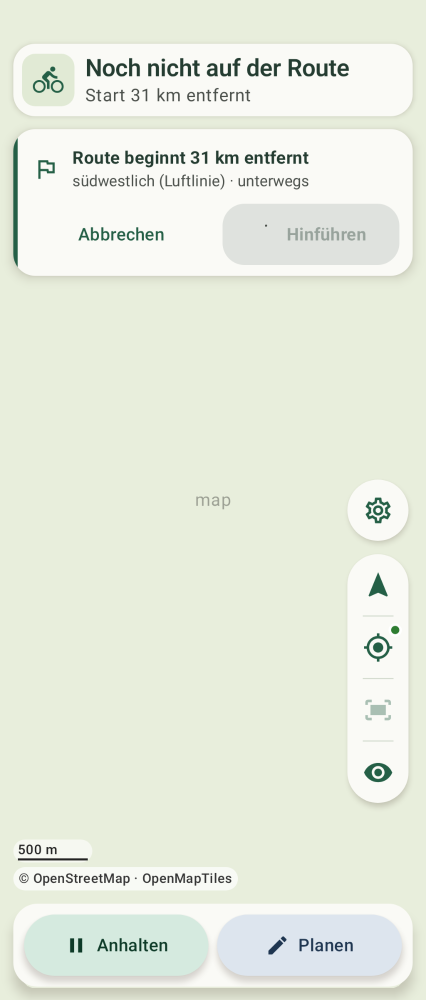 Noch nicht auf der Route
Start 31 km entfernt
Route beginnt 31 km entfernt
südwestlich (Luftlinie) · unterwegs
Abbrechen
Hinführen
map
500 m
© OpenStreetMap · OpenMapTiles
Anhalten
Planen